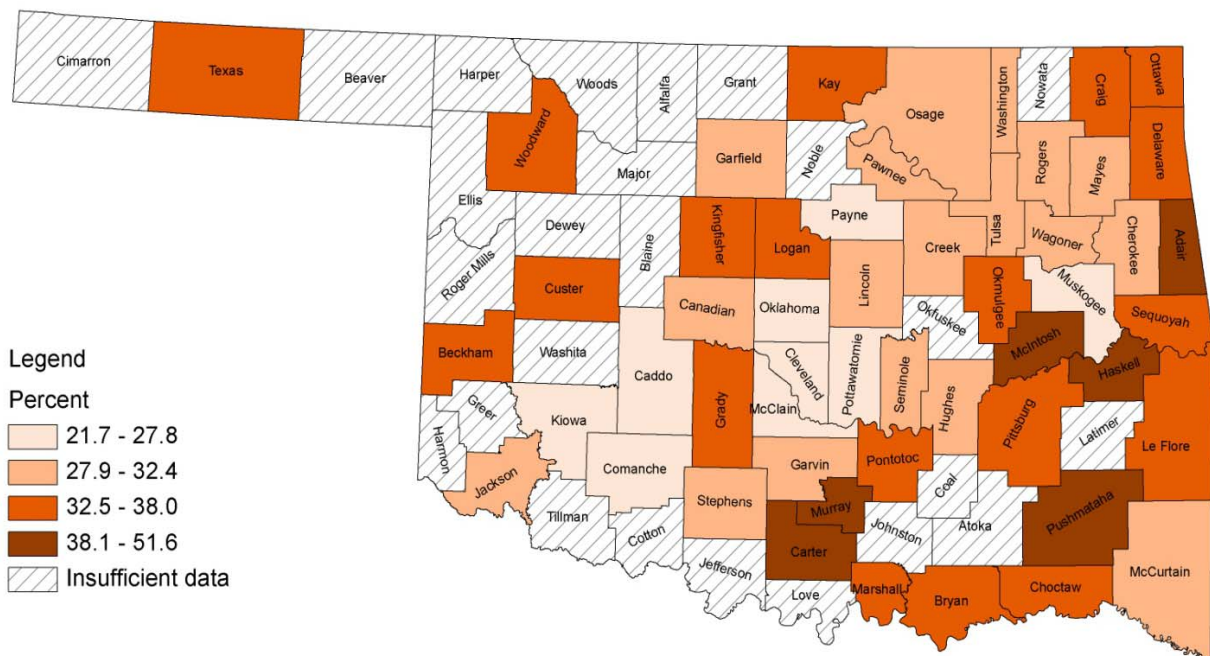 Cimarron
Texas
Beaver
Harper
Woods
Alfalfa
Grant
Kay
Osage
Washington
Nowata
Craig
Ottawa
Woodward
Garfield
Noble
Pawnee
Rogers
Mayes
Delaware
Major
Ellis
Dewey
Blaine
Kingfisher
Logan
Payne
Creek
Tulsa
Wagoner
Cherokee
Adair
Roger Mills
Custer
Canadian
Oklahoma
Lincoln
Okfuskee
Okmulgee
Muskogee
Sequoyah
Beckham
Washita
Caddo
Grady
Cleveland
McClain
Pottawatomie
Seminole
Hughes
McIntosh
Haskell
Pittsburg
Latimer
Le Flore
Greer
Harmon
Kiowa
Jackson
Comanche
Stephens
Garvin
Pontotoc
Coal
Tillman
Cotton
Murray
Carter
Johnston
Atoka
Pushmataha
McCurtain
Jefferson
Love
Marshall
Bryan
Choctaw
Legend
Percent
21.7 - 27.8
27.9 - 32.4
32.5 - 38.0
38.1 - 51.6
Insufficient data